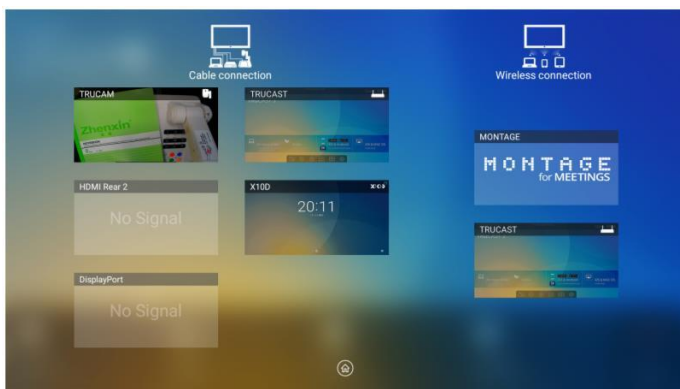 Cable connection
Wireless connection
TRUCAM
Zhenxin
TRUCAST
HDMI Rear 2
No Signal
X10D
20:11
DisplayPort
No Signal
MONTAGE
MONTAGE
for MEETINGS
TRUCAST